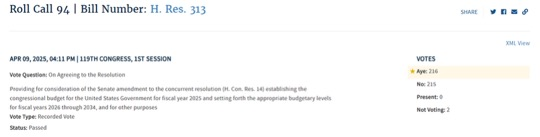 Roll Call 94 | Bill Number: H. Res. 313
SHARE
XML View
APR 09, 2025, 04:11 PM | 119TH CONGRESS, 1ST SESSION
Vote Question: On Agreeing to the Resolution
Providing for consideration of the Senate amendment to the concurrent resolution (H. Con. Res. 14) establishing the
congressional budget for the United States Government for fiscal year 2025 and setting forth the appropriate budgetary levels
for fiscal years 2026 through 2034, and for other purposes
Vote Type: Recorded Vote
Status: Passed
VOTES
Aye: 216
No: 215
Present: 0
Not Voting: 2